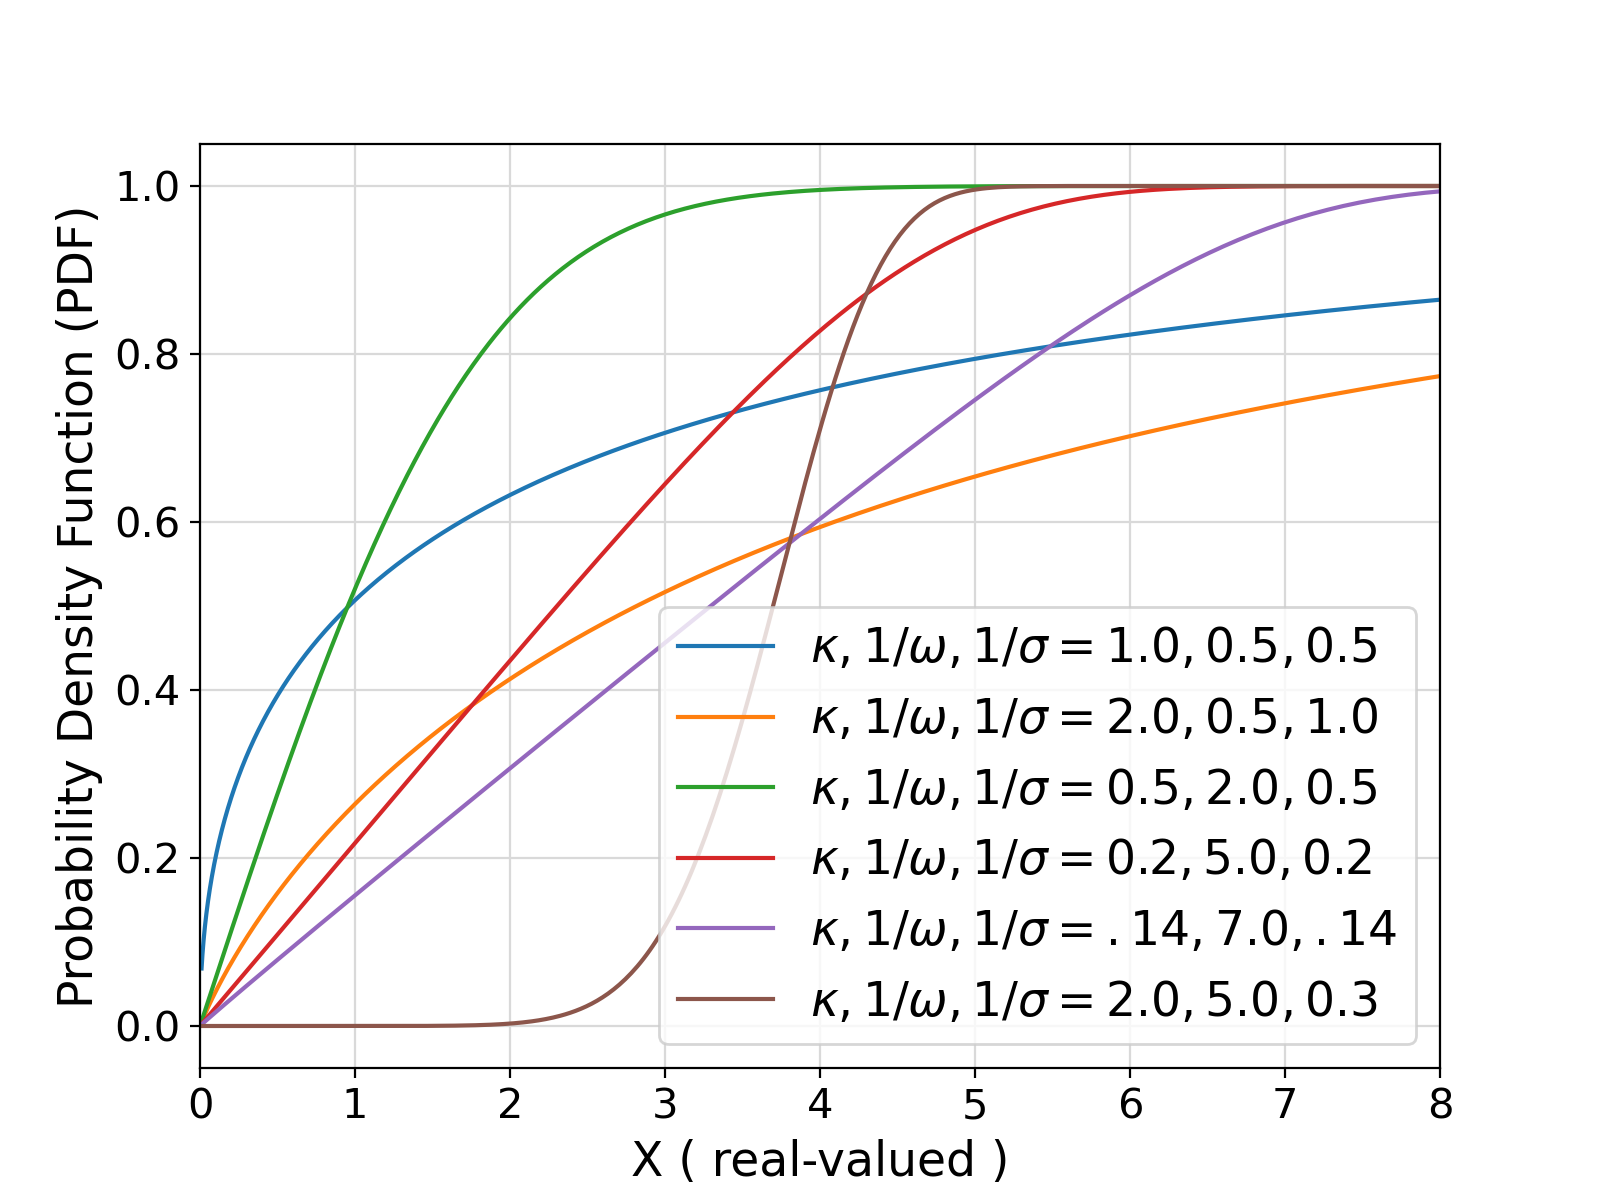 Probability Density Function (PDF)
1.0
0.8
0.6
0.4
0.2
0.0
κ, 1/ω, 1/σ = 1.0, 0.5, 0.5
κ, 1/ω, 1/σ = 2.0, 0.5, 1.0
κ, 1/ω, 1/σ = 0.5, 2.0, 0.5
κ, 1/ω, 1/σ = 0.2, 5.0, 0.2
κ, 1/ω, 1/σ = .14, 7.0, .14
κ, 1/ω, 1/σ = 2.0, 5.0, 0.3
0 1 2 3 4 5 6 7 8
X ( real-valued )